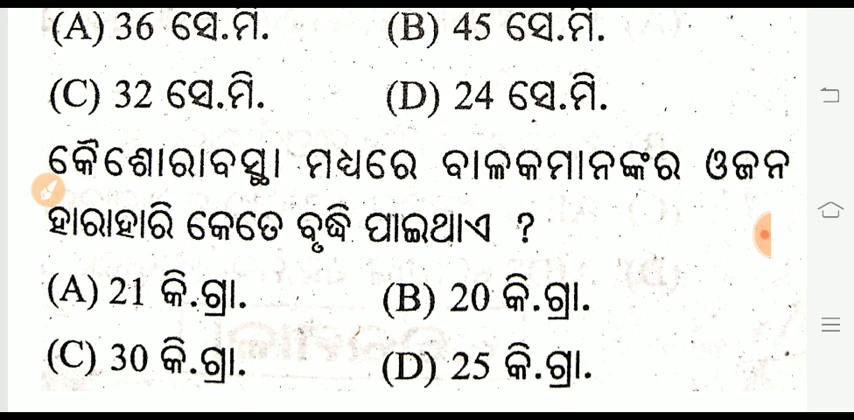 (A) 36 ସେ.ମି. (B) 45 ସେ.ମି.
(C) 32 ସେ.ମି. (D) 24 ସେ.ମି.
କୈଶୋରାବସ୍ଥା ମଧ୍ୟରେ ବାଳକମାନଙ୍କର ଓଜନ
ହାରାହାରି କେତେ ବୃଦ୍ଧି ପାଇଥାଏ ?
(A) 21 କି.ଗ୍ରା. (B) 20 କି.ଗ୍ରା.
(C) 30 କି.ଗ୍ରା. (D) 25 କି.ଗ୍ରା.